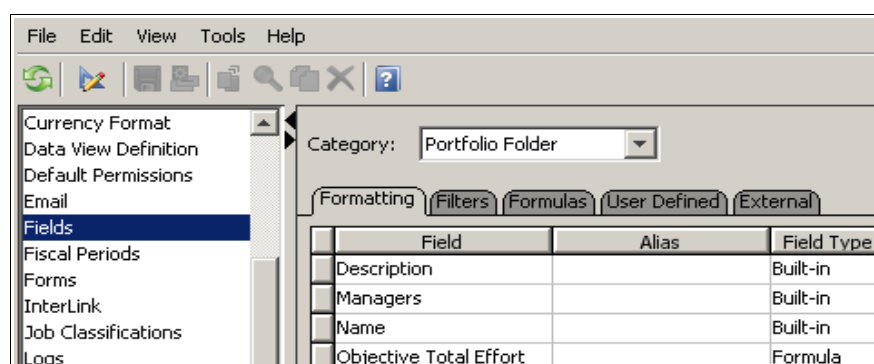 File Edit View Tools Help
Currency Format
Data View Definition
Default Permissions
Email
Fields
Fiscal Periods
Forms
InterLink
Job Classifications
Logs
Category: Portfolio Folder
Formatting Filters Formulas User Defined External
Field Alias Field Type
Description Built-in
Managers Built-in
Name Built-in
Objective Total Effort Formula